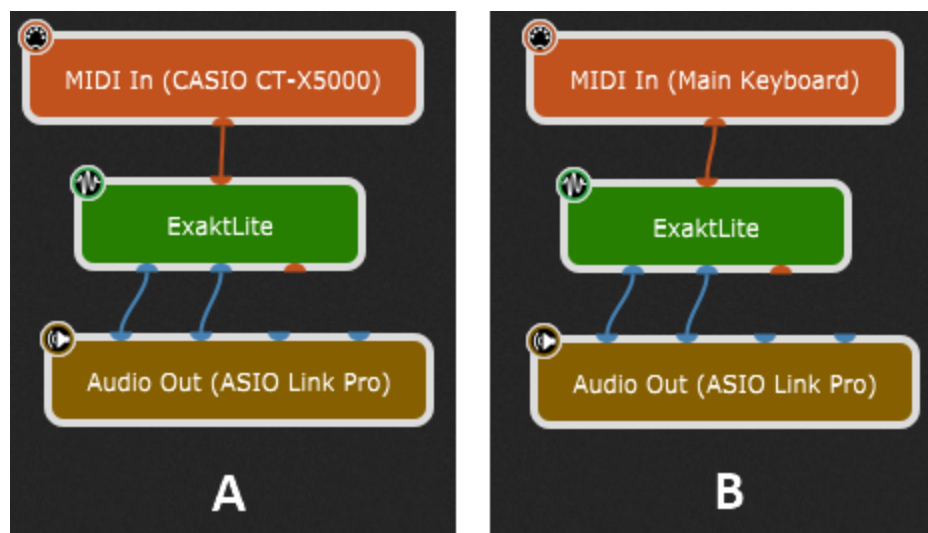 MIDI In (CASIO CT-X5000)
ExaktLite
Audio Out (ASIO Link Pro)
A
MIDI In (Main Keyboard)
ExaktLite
Audio Out (ASIO Link Pro)
B